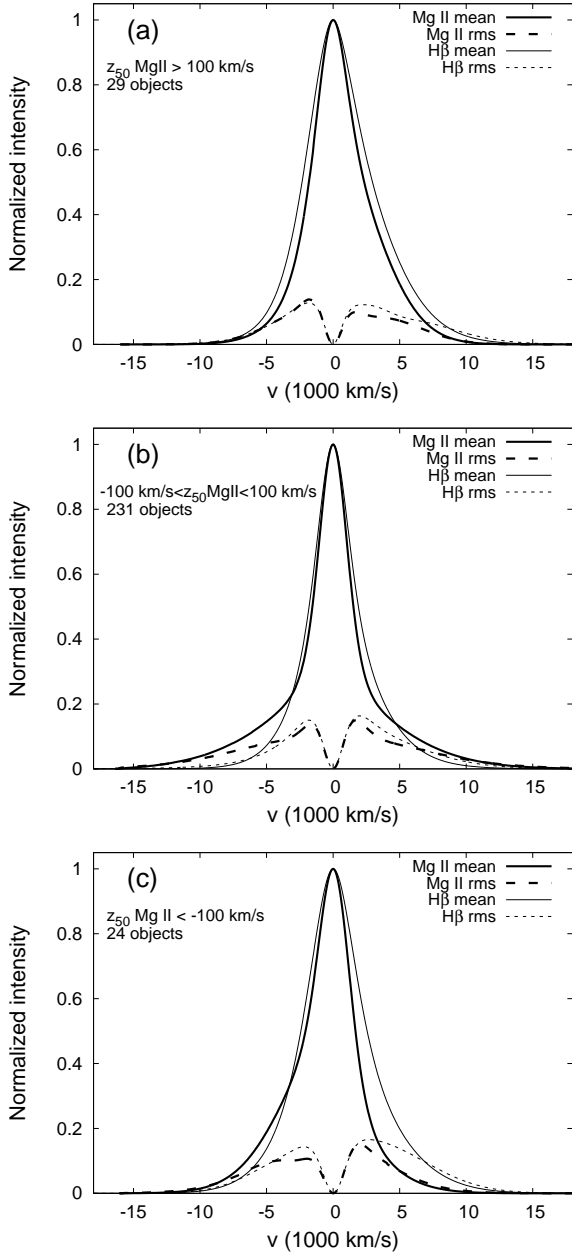 (a)
z50 MgII > 100 km/s
29 objects
Mg II mean
Mg II rms
Hβ mean
Hβ rms
Normalized intensity
1
0.8
0.6
0.4
0.2
0
-15 -10 -5 0 5 10 15
v (1000 km/s)
(b)
-100 km/s<z50MgII<100 km/s
231 objects
Mg II mean
Mg II rms
Hβ mean
Hβ rms
Normalized intensity
1
0.8
0.6
0.4
0.2
0
-15 -10 -5 0 5 10 15
v (1000 km/s)
(c)
z50 Mg II < -100 km/s
24 objects
Mg II mean
Mg II rms
Hβ mean
Hβ rms
Normalized intensity
1
0.8
0.6
0.4
0.2
0
-15 -10 -5 0 5 10 15
v (1000 km/s)